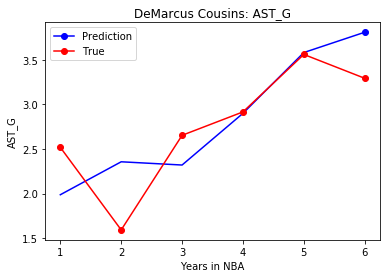 DeMarcus Cousins: AST_G
Prediction
True
3.5
3.0
2.5
2.0
1.5
AST_G
1 2 3 4 5 6
Years in NBA